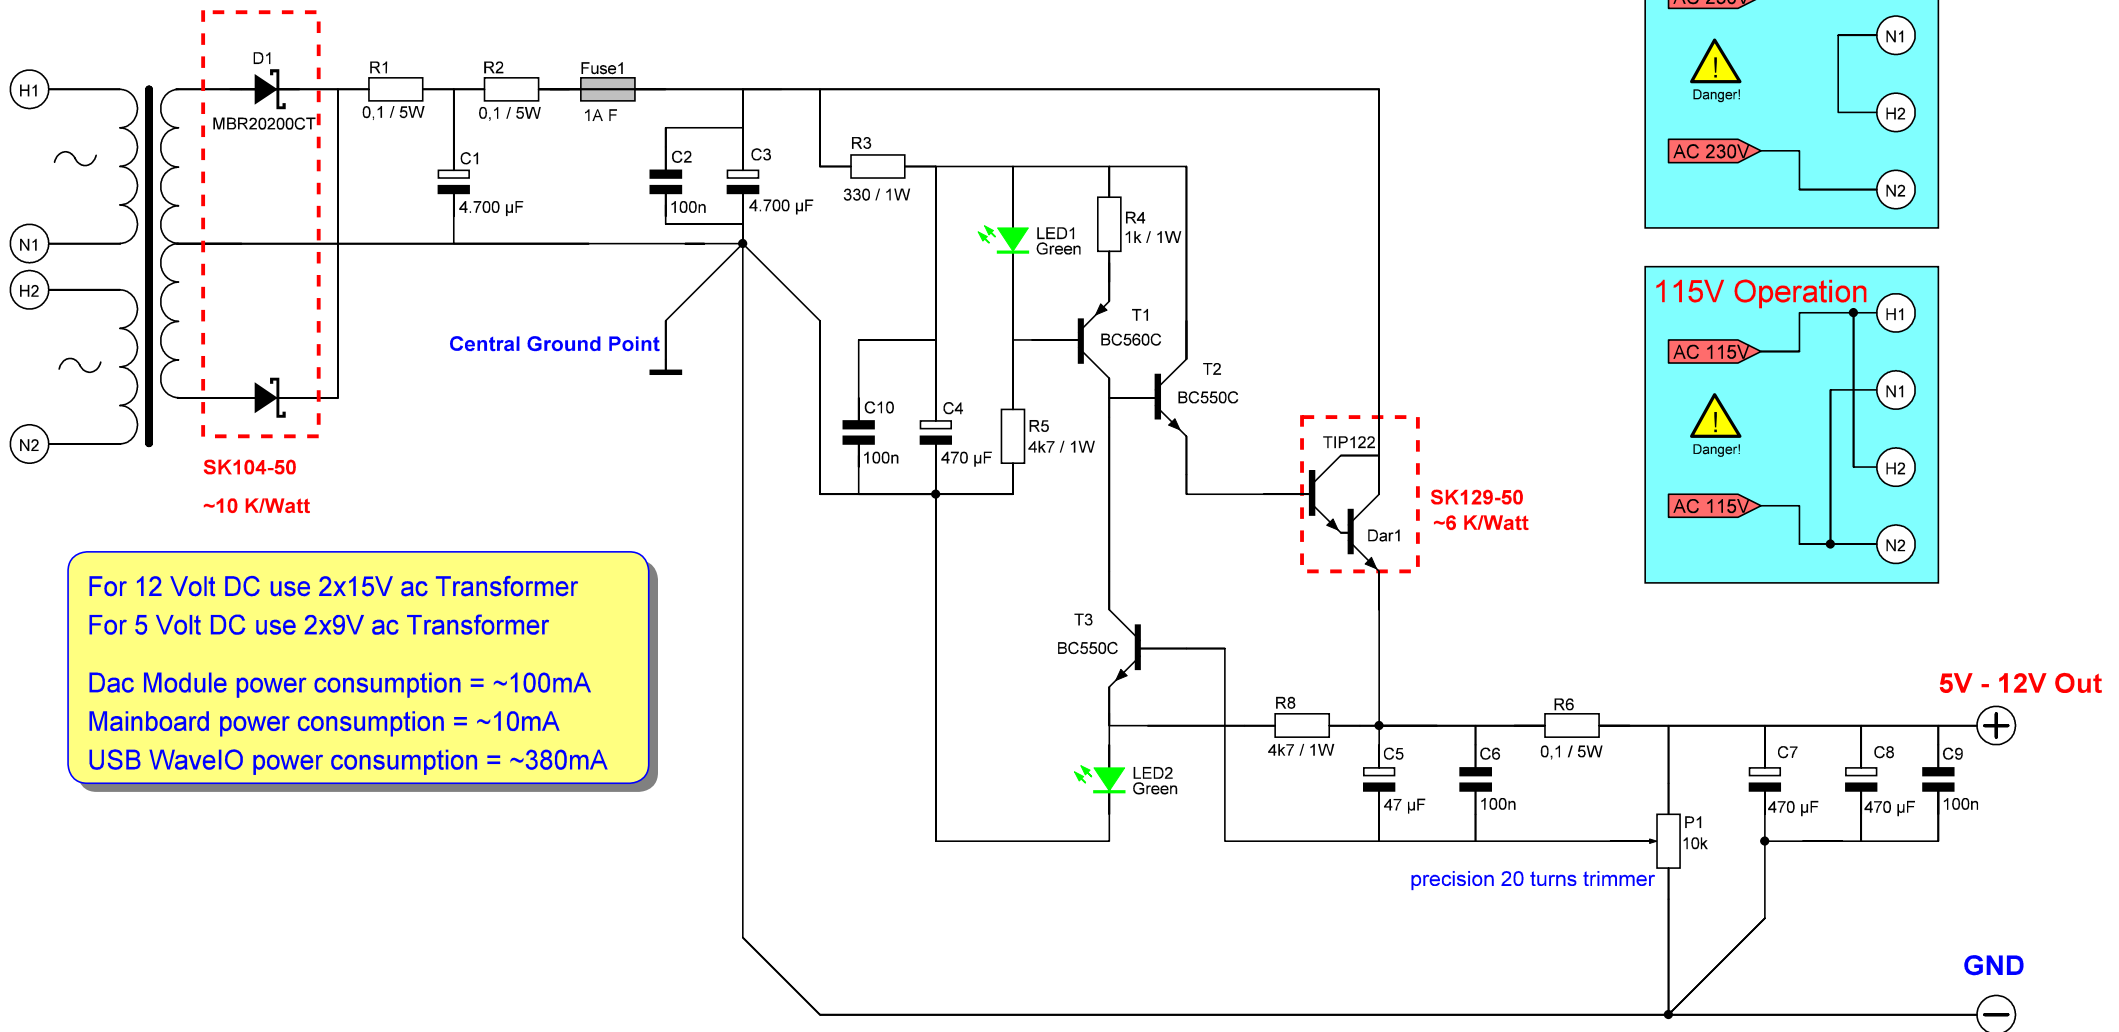 AC 230V
N1
Danger!
H2
AC 230V
N2
H1
D1
MBR20200CT
R1
0,1 / 5W
R2
0,1 / 5W
Fuse1
1A F
C1
4.700 µF
C2
100n
C3
4.700 µF
R3
330 / 1W
LED1
Green
R4
1k / 1W
N1
H2
N2
T1
BC560C
T2
BC550C
Central Ground Point
C10
100n
C4
470 µF
R5
4k7 / 1W
TIP122
Dar1
SK104-50
~10 K/Watt
SK129-50
~6 K/Watt
115V Operation
H1
AC 115V
N1
Danger!
H2
AC 115V
N2
For 12 Volt DC use 2x15V ac Transformer
For 5 Volt DC use 2x9V ac Transformer
Dac Module power consumption = ~100mA
Mainboard power consumption = ~10mA
USB WaveIO power consumption = ~380mA
T3
BC550C
LED2
Green
R8
4k7 / 1W
C5
47 µF
C6
100n
R6
0,1 / 5W
5V - 12V Out
C7
470 µF
C8
470 µF
C9
100n
P1
10k
precision 20 turns trimmer
GND